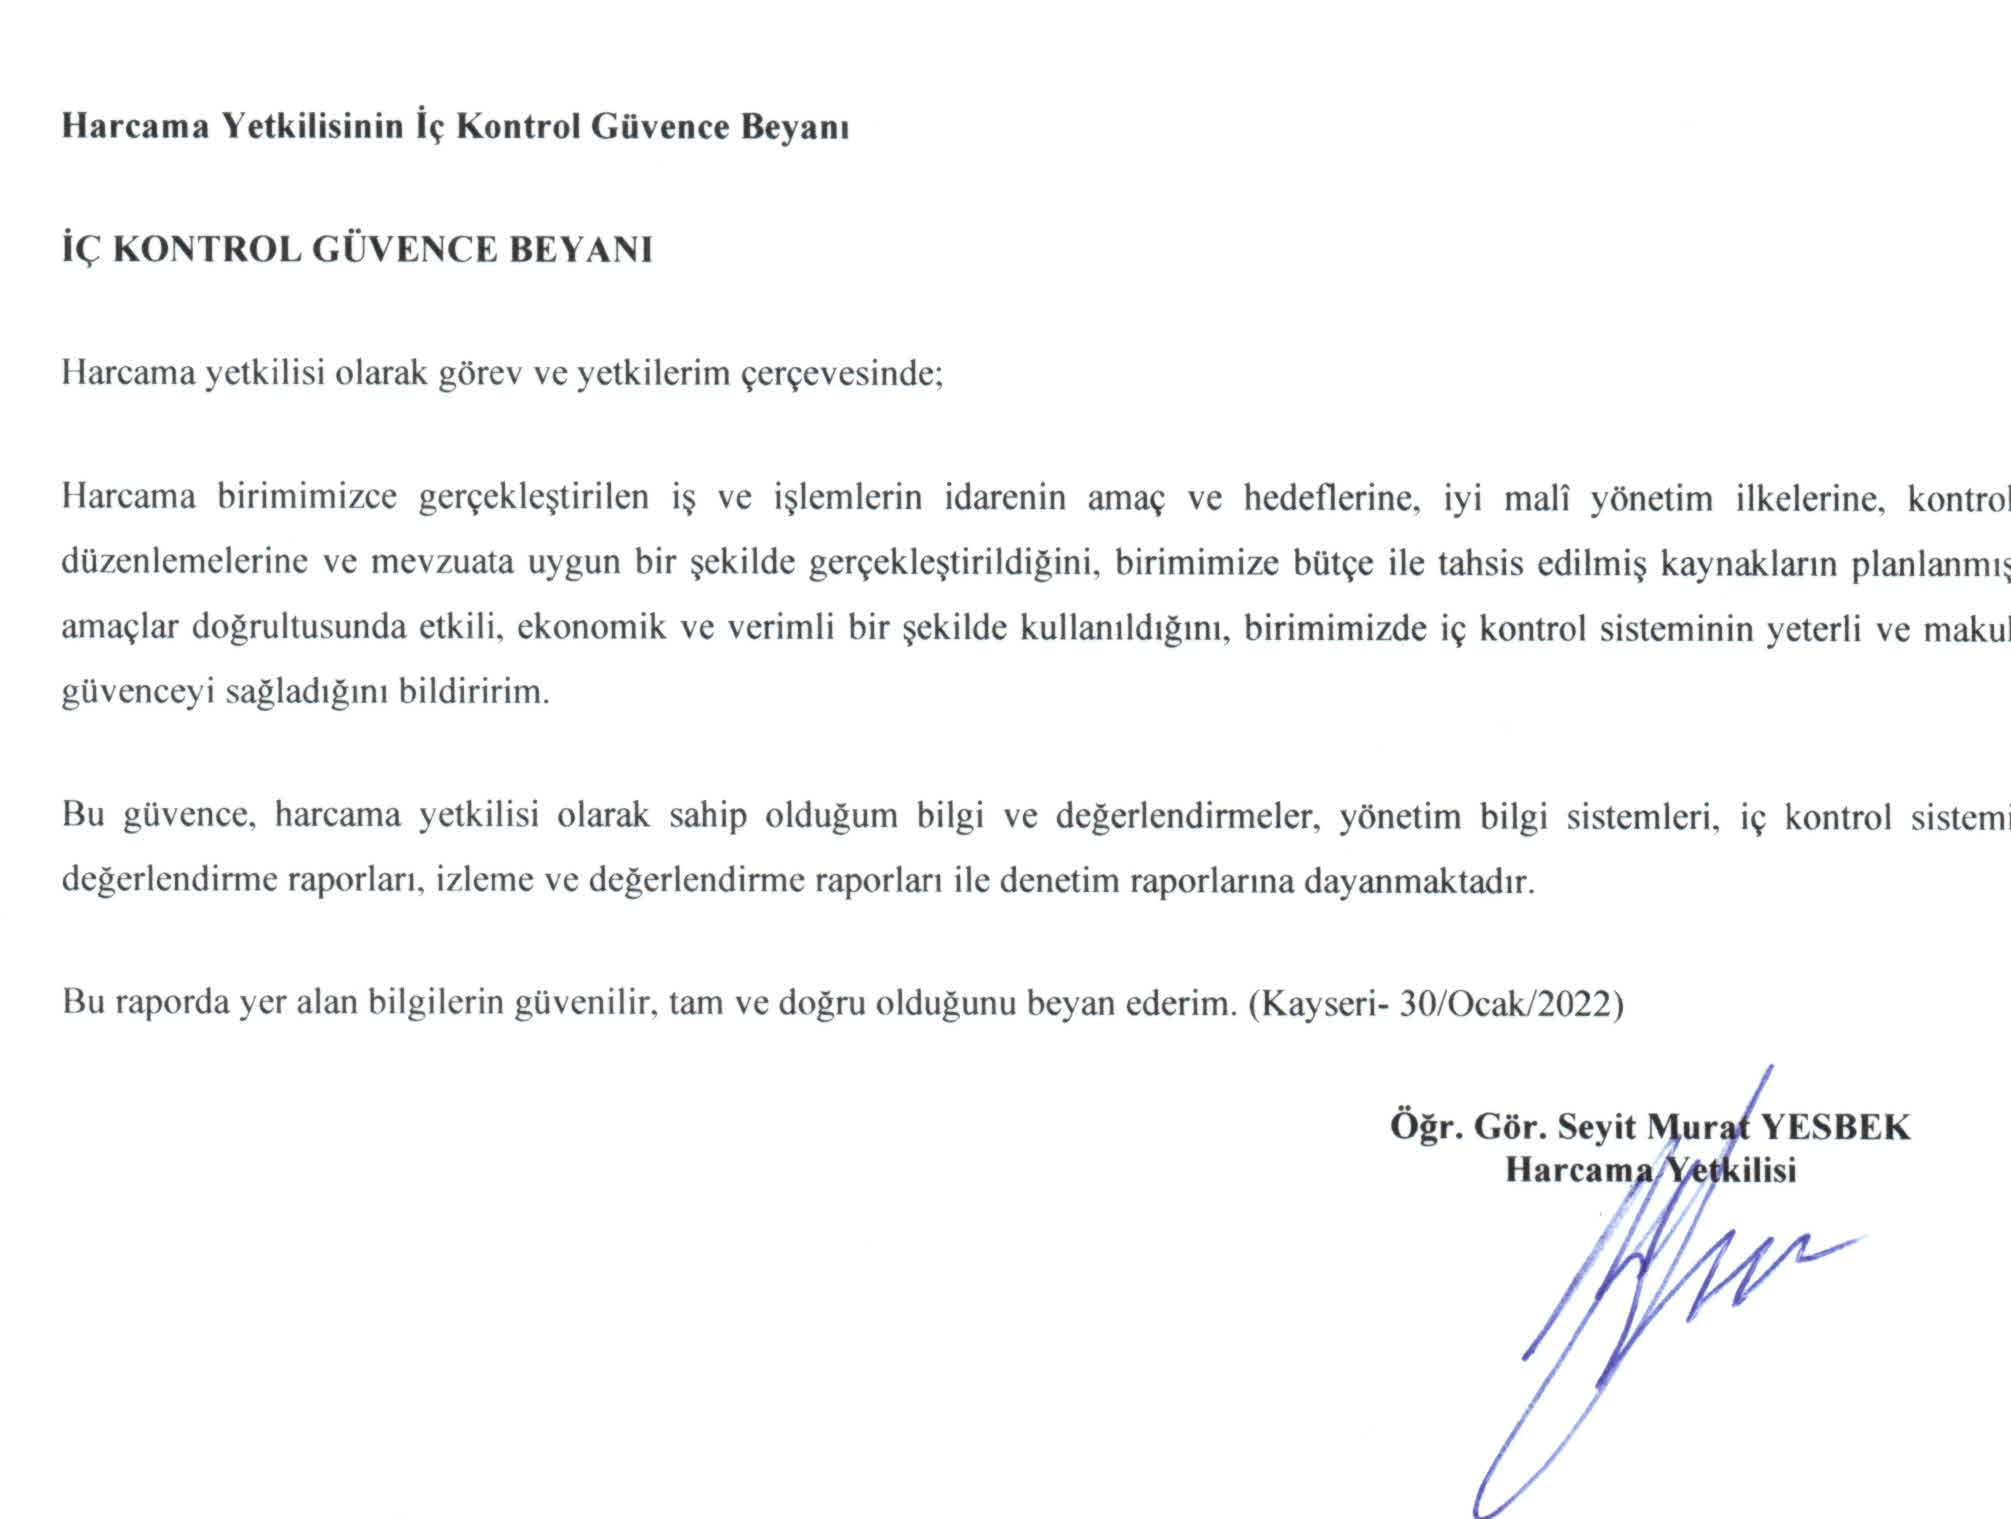 Harcama Yetkilisinin İç Kontrol Güvence Beyanı
İÇ KONTROL GÜVENCE BEYANI
Harcama yetkilisi olarak görev ve yetkilerim çerçevesinde;
Harcama birimimizce gerçekleştirilen iş ve işlemlerin idarenin amaç ve hedeflerine, iyi malî yönetim ilkelerine, kontrol
düzenlemelerine ve mevzuata uygun bir şekilde gerçekleştirildiğini, birimimize bütçe ile tahsis edilmiş kaynakların planlanmış
amaçlar doğrultusunda etkili, ekonomik ve verimli bir şekilde kullanıldığını, birimimizde iç kontrol sisteminin yeterli ve makul
güvenceyi sağladığını bildiririm.
Bu güvence, harcama yetkilisi olarak sahip olduğum bilgi ve değerlendirmeler, yönetim bilgi sistemleri, iç kontrol sistemi
değerlendirme raporları, izleme ve değerlendirme raporları ile denetim raporlarına dayanmaktadır.
Bu raporda yer alan bilgilerin güvenilir, tam ve doğru olduğunu beyan ederim. (Kayseri- 30/Ocak/2022)
Öğr. Gör. Seyit Murat YESBEK
Harcama Yetkilisi